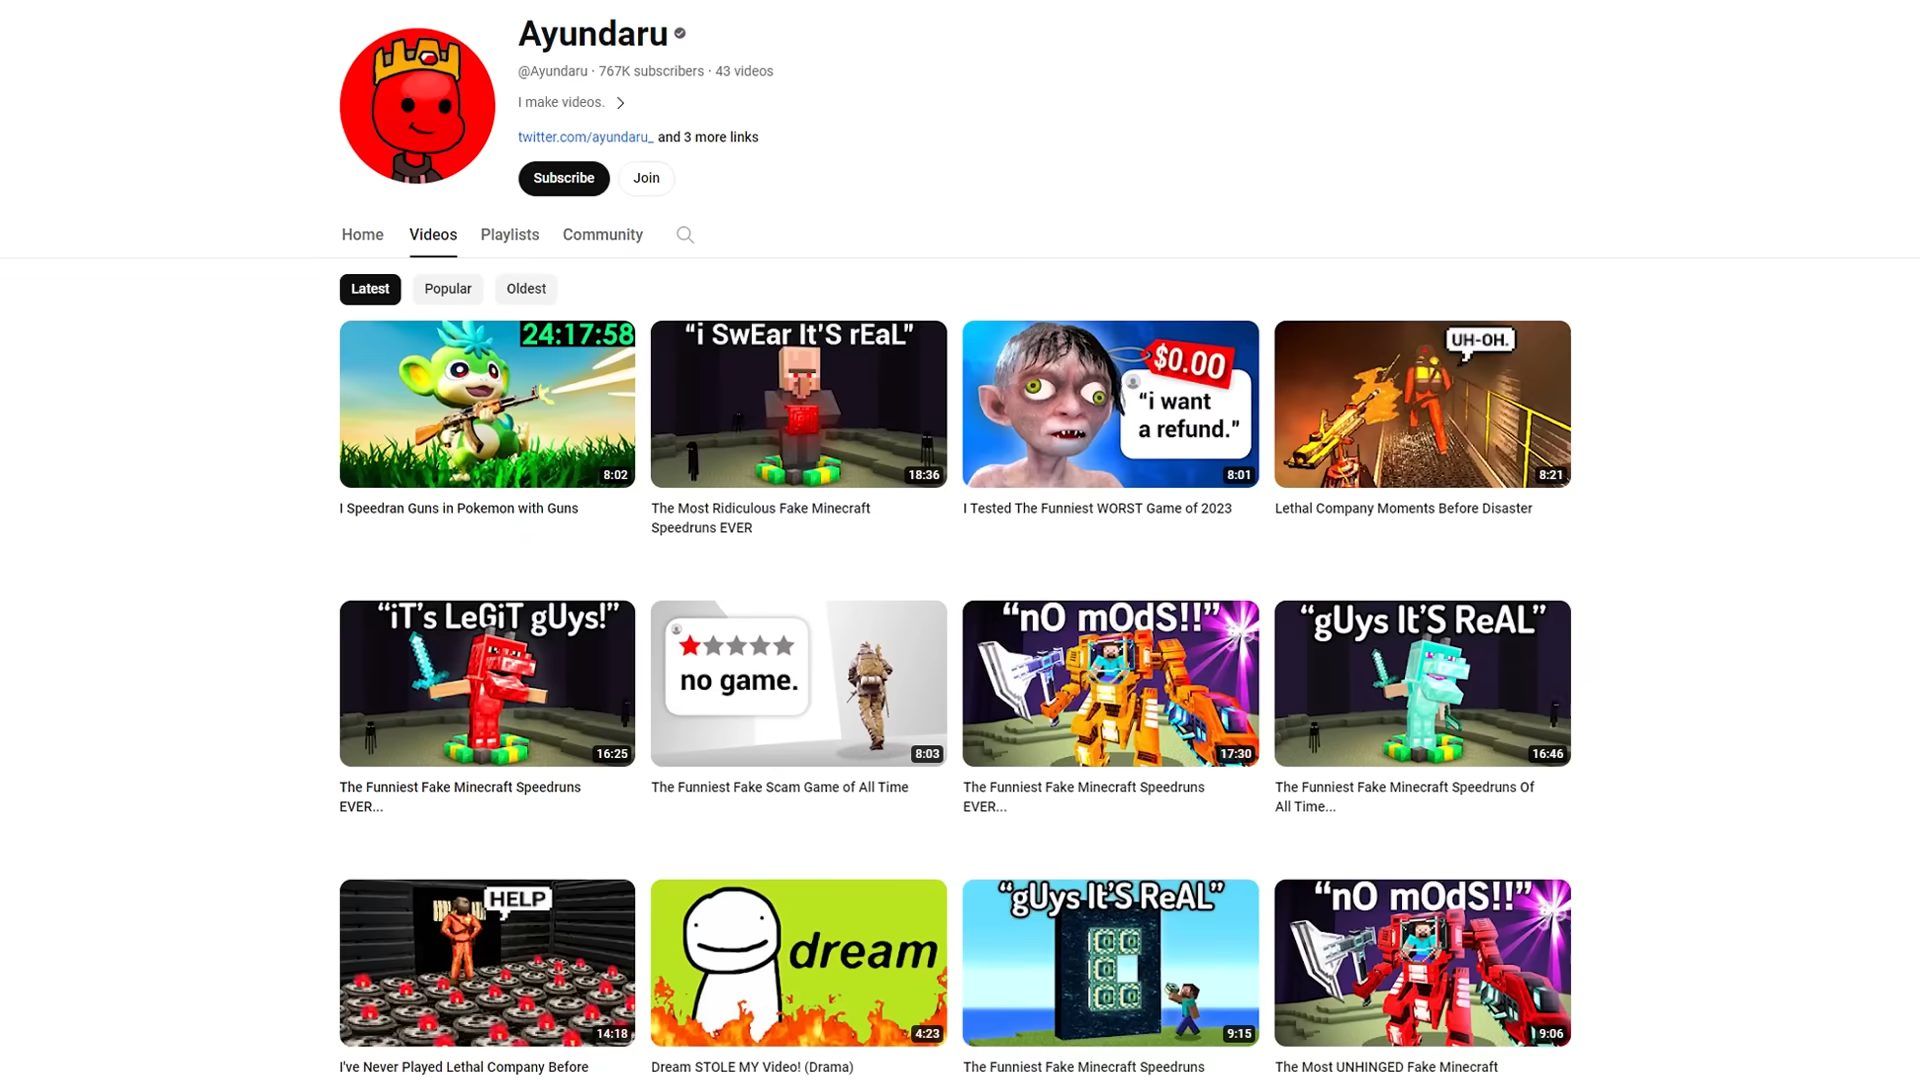 Ayundaru
@Ayundaru · 767K subscribers · 43 videos
I make videos.
twitter.com/ayundaru_ and 3 more links
Subscribe
Join
Home
Videos
Playlists
Community
Latest
Popular
Oldest
24:17:58
8:02
"i SwEar It'S rEaL"
18:36
$0.00
"i want
a refund."
8:01
UH-OH.
8:21
I Speedran Guns in Pokemon with Guns
The Most Ridiculous Fake Minecraft
Speedruns EVER
I Tested The Funniest WORST Game of 2023
Lethal Company Moments Before Disaster
"iT's LeGiT gUys!"
16:25
no game.
8:03
"nO mOdS!!"
17:30
"gUys It'S ReAL"
16:46
The Funniest Fake Minecraft Speedruns
EVER...
The Funniest Fake Scam Game of All Time
The Funniest Fake Minecraft Speedruns
EVER...
The Funniest Fake Minecraft Speedruns Of
All Time...
HELP
14:18
dream
4:23
"gUys It'S ReAL"
9:15
"nO mOdS!!"
9:06
I've Never Played Lethal Company Before
Dream STOLE MY Video! (Drama)
The Funniest Fake Minecraft Speedruns
The Most UNHINGED Fake Minecraft